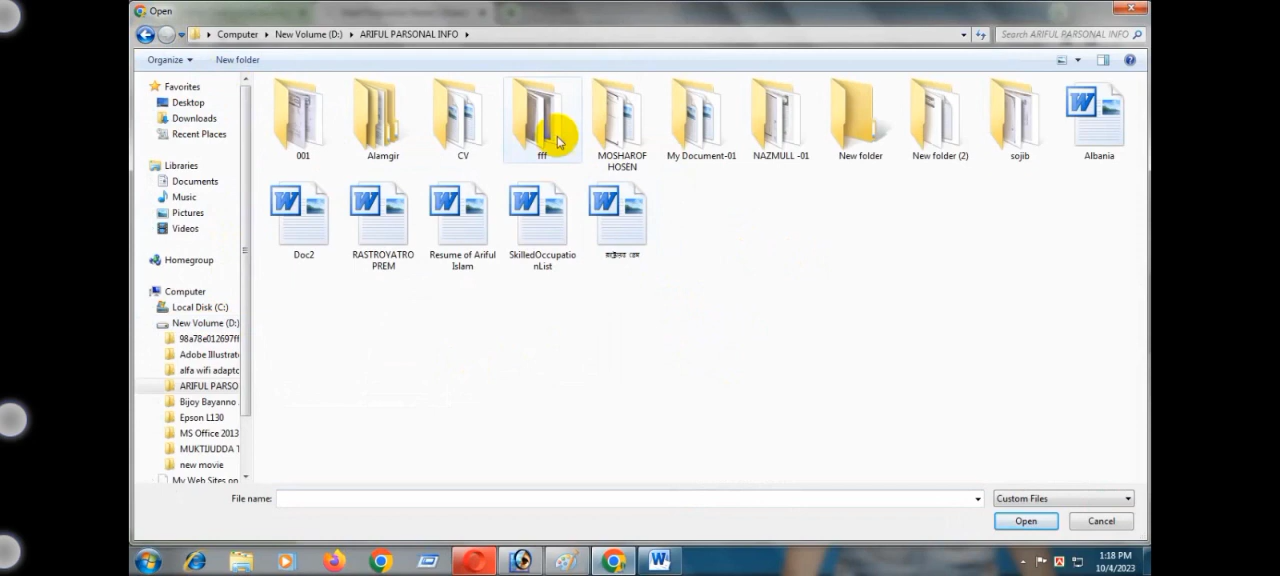 Open
Computer New Volume (D:) ARIFUL PARSONAL INFO
Search ARIFUL PARSONAL INFO
Organize New folder
Favorites
Desktop
Downloads
Recent Places
Libraries
Documents
Music
Pictures
Videos
Homegroup
Computer
Local Disk (C:)
New Volume (D:)
98a78e012697ff
Adobe Illustrat
alfa wifi adapto
ARIFUL PARSO
Bijoy Bayanno
Epson L130
MS Office 2013
MUKTIJUDDA T
new movie
My Web Sites on
001
Alamgir
CV
fff
MOSHAROF
HOSEN
My Document-01
NAZMULL -01
New folder
New folder (2)
sojib
Albania
Doc2
RASTROYATRO
PREM
Resume of Ariful
Islam
SkilledOccupatio
nList
File name:
Custom Files
Open
Cancel
1:18 PM
10/4/2023